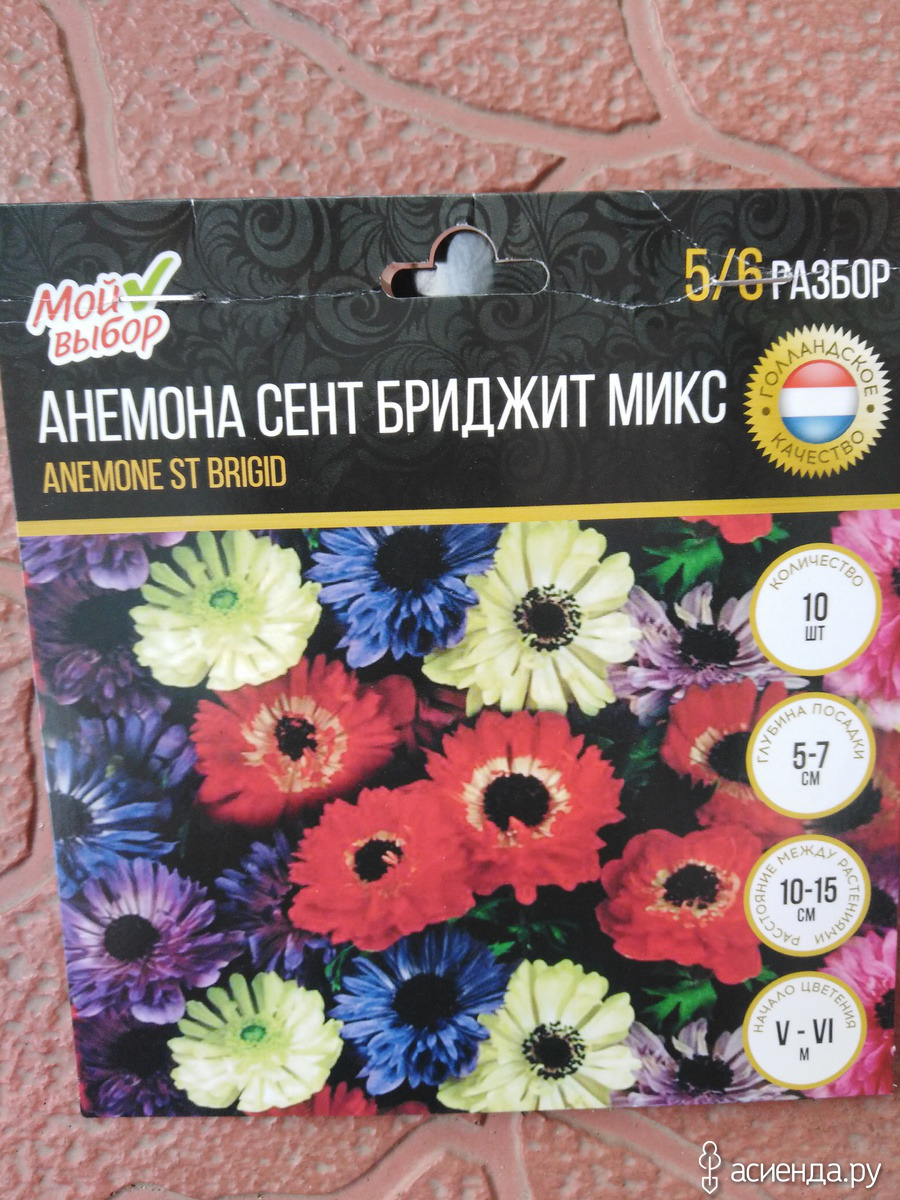 Мой
выбор
5/6 РАЗБОР
АНЕМОНА СЕНТ БРИДЖИТ МИКС
ANEMONE ST BRIGID
ГОЛЛАНДСКОЕ
КАЧЕСТВО
КОЛИЧЕСТВО
10
ШТ
ГЛУБИНА ПОСАДКИ
5-7
СМ
РАССТОЯНИЕ МЕЖДУ РАСТЕНИЯМИ
10-15
СМ
НАЧАЛО ЦВЕТЕНИЯ
V - VI
М
асиенда.ру